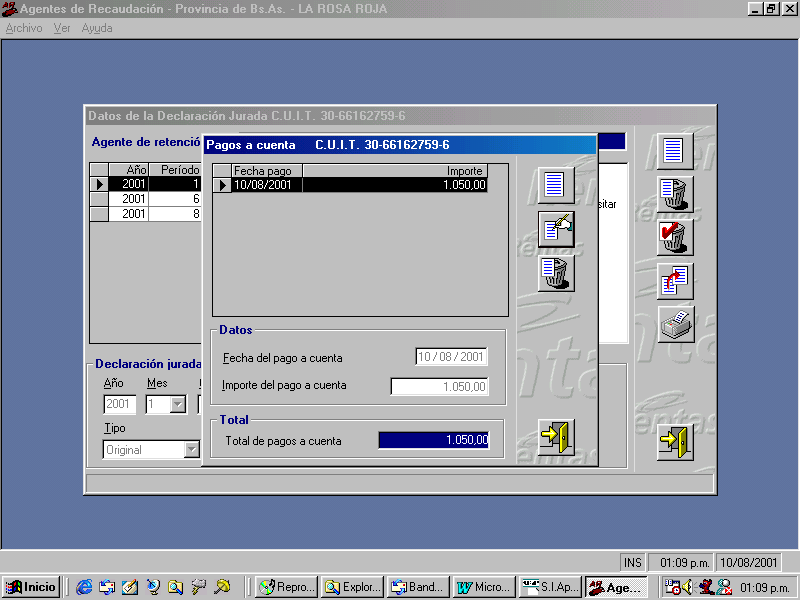 Agentes de Recaudación - Provincia de Bs.As. - LA ROSA ROJA
Archivo Ver Ayuda
Datos de la Declaración Jurada C.U.I.T. 30-66162759-6
Agente de retenció
Pagos a cuenta C.U.I.T. 30-66162759-6
Año Período
2001 1
2001 6
2001 8
Fecha pago Importe
10/08/2001 1.050,00
sitar
Datos
Fecha del pago a cuenta 10/08/2001
Importe del pago a cuenta 1.050,00
Total
Total de pagos a cuenta 1.050,00
Declaración jurada
Año Mes
2001 1
Tipo
Original
INS 01:09 p.m. 10/08/2001
Inicio Repro... Explor... Band... Micro... S.I.Ap... Age... 01:09 p.m.